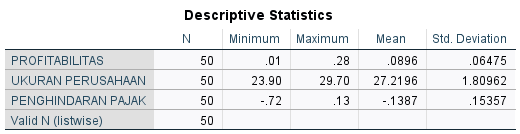 Descriptive Statistics
N Minimum Maximum Mean Std. Deviation
PROFITABILITAS 50 .01 .28 .0896 .06475
UKURAN PERUSAHAAN 50 23.90 29.70 27.2196 1.80962
PENGHINDARAN PAJAK 50 -.72 .13 -.1387 .15357
Valid N (listwise) 50